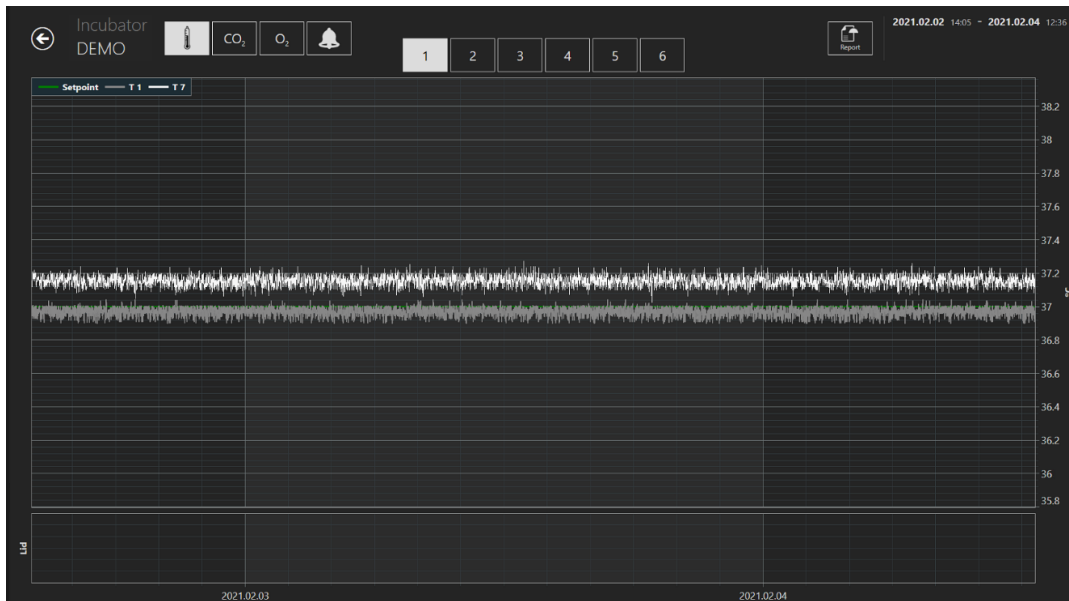 Incubator
DEMO
CO₂
O₂
1 2 3 4 5 6
Report
2021.02.02 14:05 - 2021.02.04 12:36
Setpoint T 1 T 7
38.2
38
37.8
37.6
37.4
37.2
37
°C
36.8
36.6
36.4
36.2
36
35.8
Lid
2021.02.03 2021.02.04